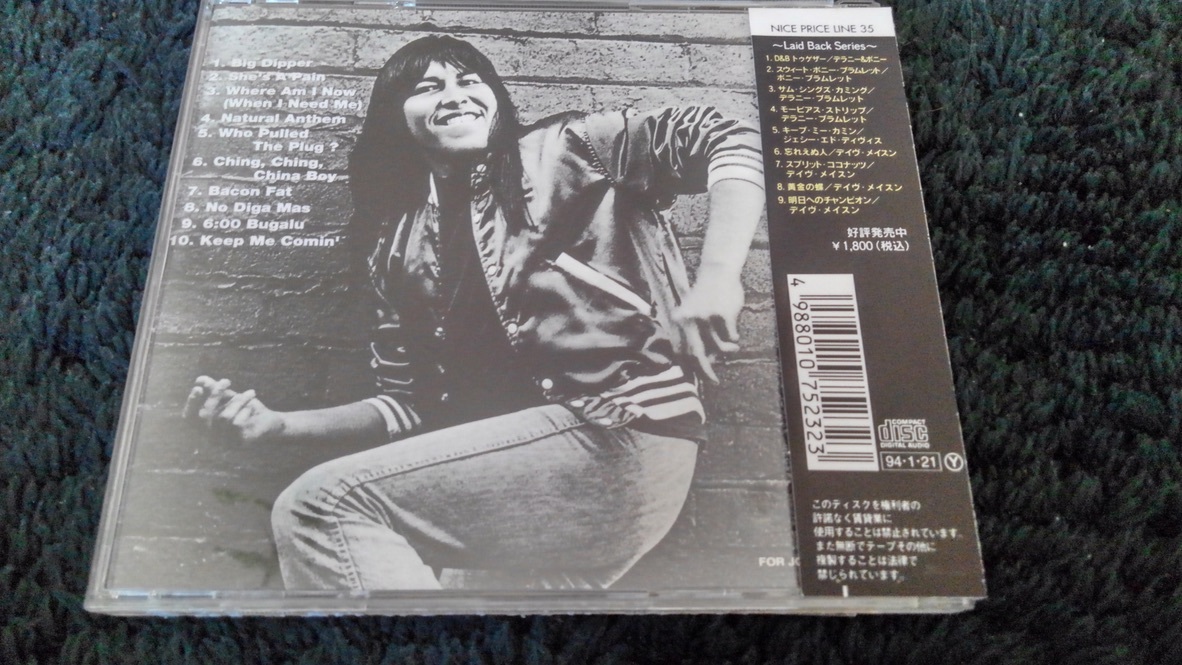 1. Big Dipper
2. She's A Pain
3. Where Am I Now
(When I Need Me)
4. Natural Anthem
5. Who Pulled
The Plug ?
6. Ching, Ching,
China Boy
7. Bacon Fat
8. No Diga Mas
9. 6:00 Bugalu
10. Keep Me Comin'
FOR JO
NICE PRICE LINE 35
〜Laid Back Series〜
1. D&B トゥゲザー/デラニー&ボニー
2. スウィート・ボニー・ブラムレット/
ボニー・ブラムレット
3. サム・シングス・カミング/
デラニー・ブラムレット
4. モービアス・ストリップ/
デラニー・ブラムレット
5. キープ・ミー・カミン/
ジェシー・エド・デイヴィス
6. 忘れえぬ人/デイヴ・メイスン
7. スプリット・ココナッツ/
デイヴ・メイスン
8. 黄金の蝶/デイヴ・メイスン
9. 明日へのチャンピオン/
デイヴ・メイスン
好評発売中
¥1,800(税込)
4 988010 752323
COMPACT
disc
DIGITAL AUDIO
94・1・21 Y
このディスクを権利者の
許諾なく賃貸業に
使用することは禁止されています。
また無断でテープその他に
複製することは法律で
禁じられています。